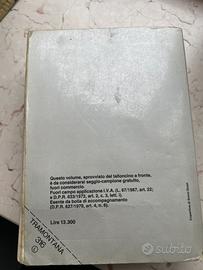 Questo volume, sprovvisto del talloncino a fronte,
è da considerarsi saggio-campione gratuito,
fuori commercio.
Fuori campo applicazione I.V.A. (L. 67/1987, art. 22;
e D.P.R. 633/1972, art. 2, c. 3, lett. i).
Esente da bolla di accompagnamento
(D.P.R. 627/1978, art. 4, n. 6).
Lire 13.300
TRAMONTANA
316
subito